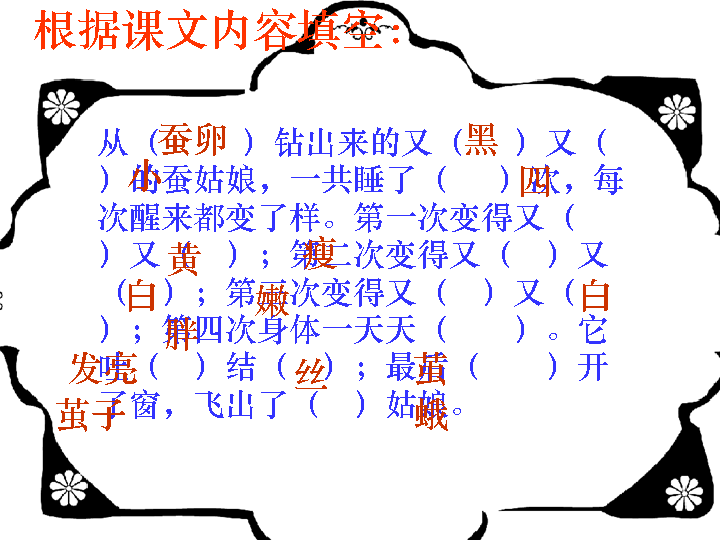 根据课文内容填空：
从（蚕卵）钻出来的又（黑）又（
小）的蚕姑娘，一共睡了（四）次，每
次醒来都变了样。第一次变得又（
）又（黄）；第二次变得又（瘦）又
（白）；第三次变得又（嫩）又（白
）；第四次身体一天天（胖）。它
吐（发亮）结（丝）；最后（茧）开
了窗，飞出了（蛾）姑娘。
茧子